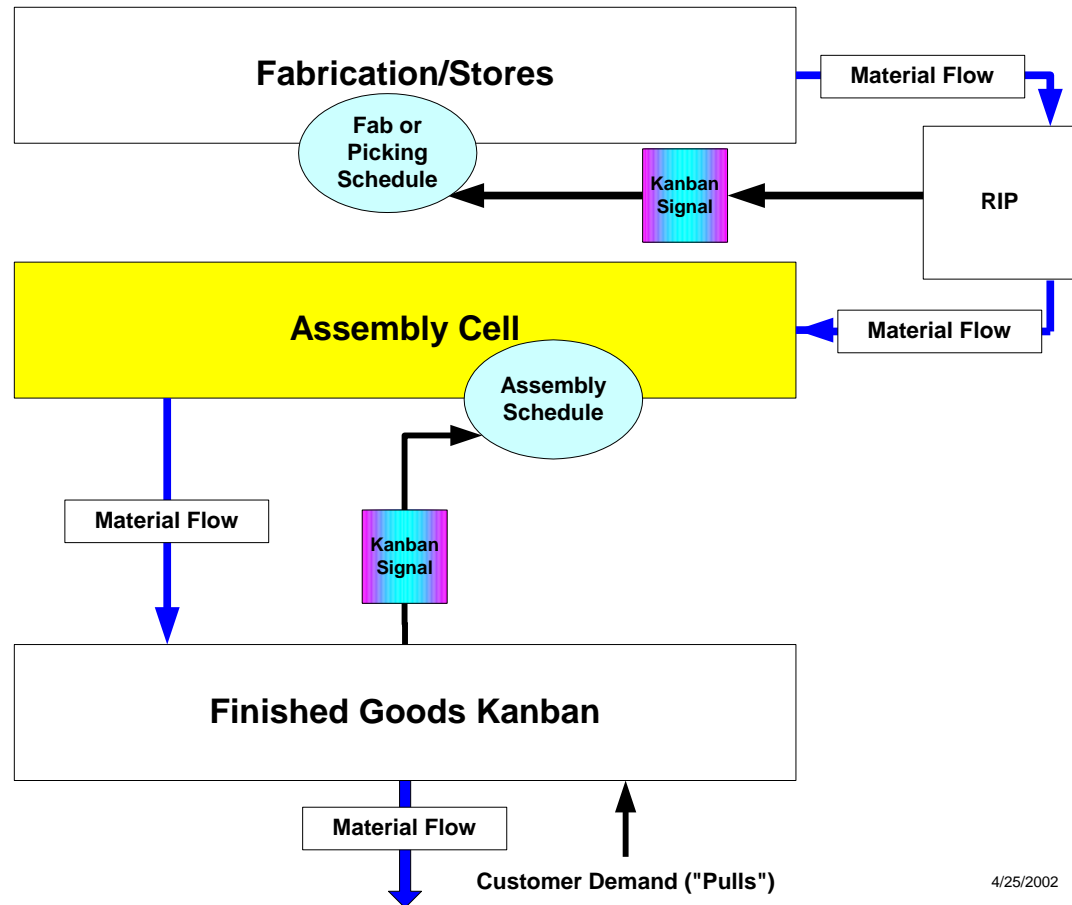 Fabrication/Stores
Material Flow
Fab or
Picking
Schedule
Kanban
Signal
RIP
Assembly Cell
Material Flow
Assembly
Schedule
Material Flow
Kanban
Signal
Finished Goods Kanban
Material Flow
Customer Demand ("Pulls")
4/25/2002